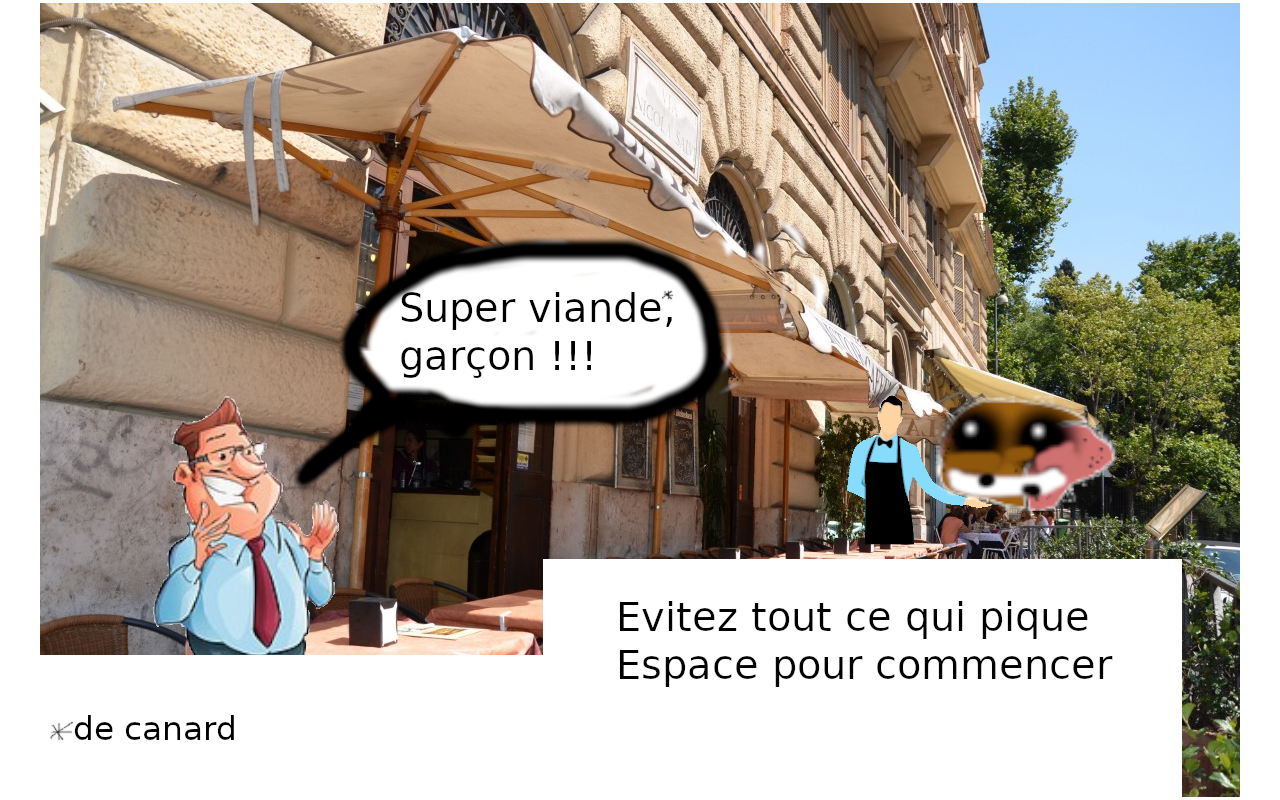 Super viande*,
garçon !!!
Evitez tout ce qui pique
Espace pour commencer
*de canard